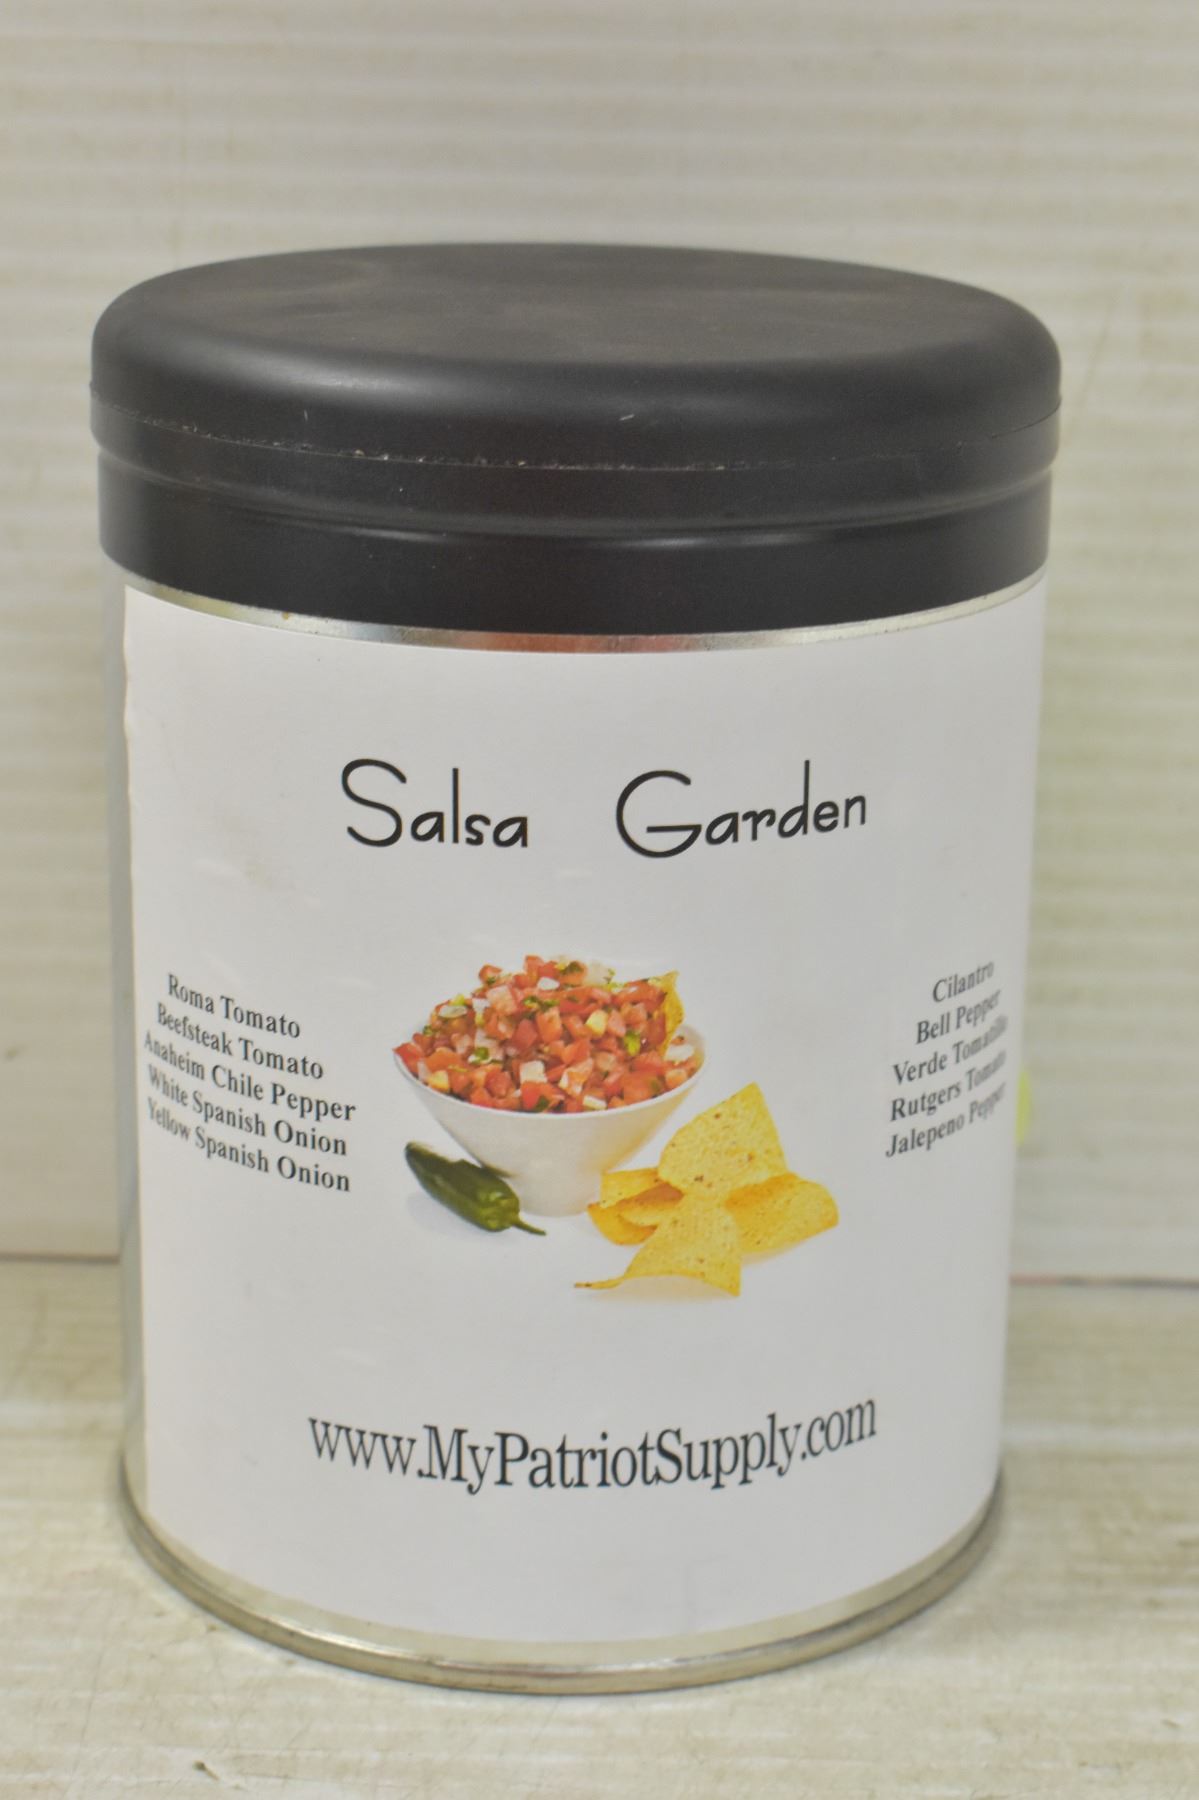 Salsa Garden
Roma Tomato
Beefsteak Tomato
Anaheim Chile Pepper
White Spanish Onion
Yellow Spanish Onion
Cilantro
Bell Pepper
Verde Tomatillo
Rutgers Tomato
Jalepeno Pepper
www.MyPatriotSupply.com